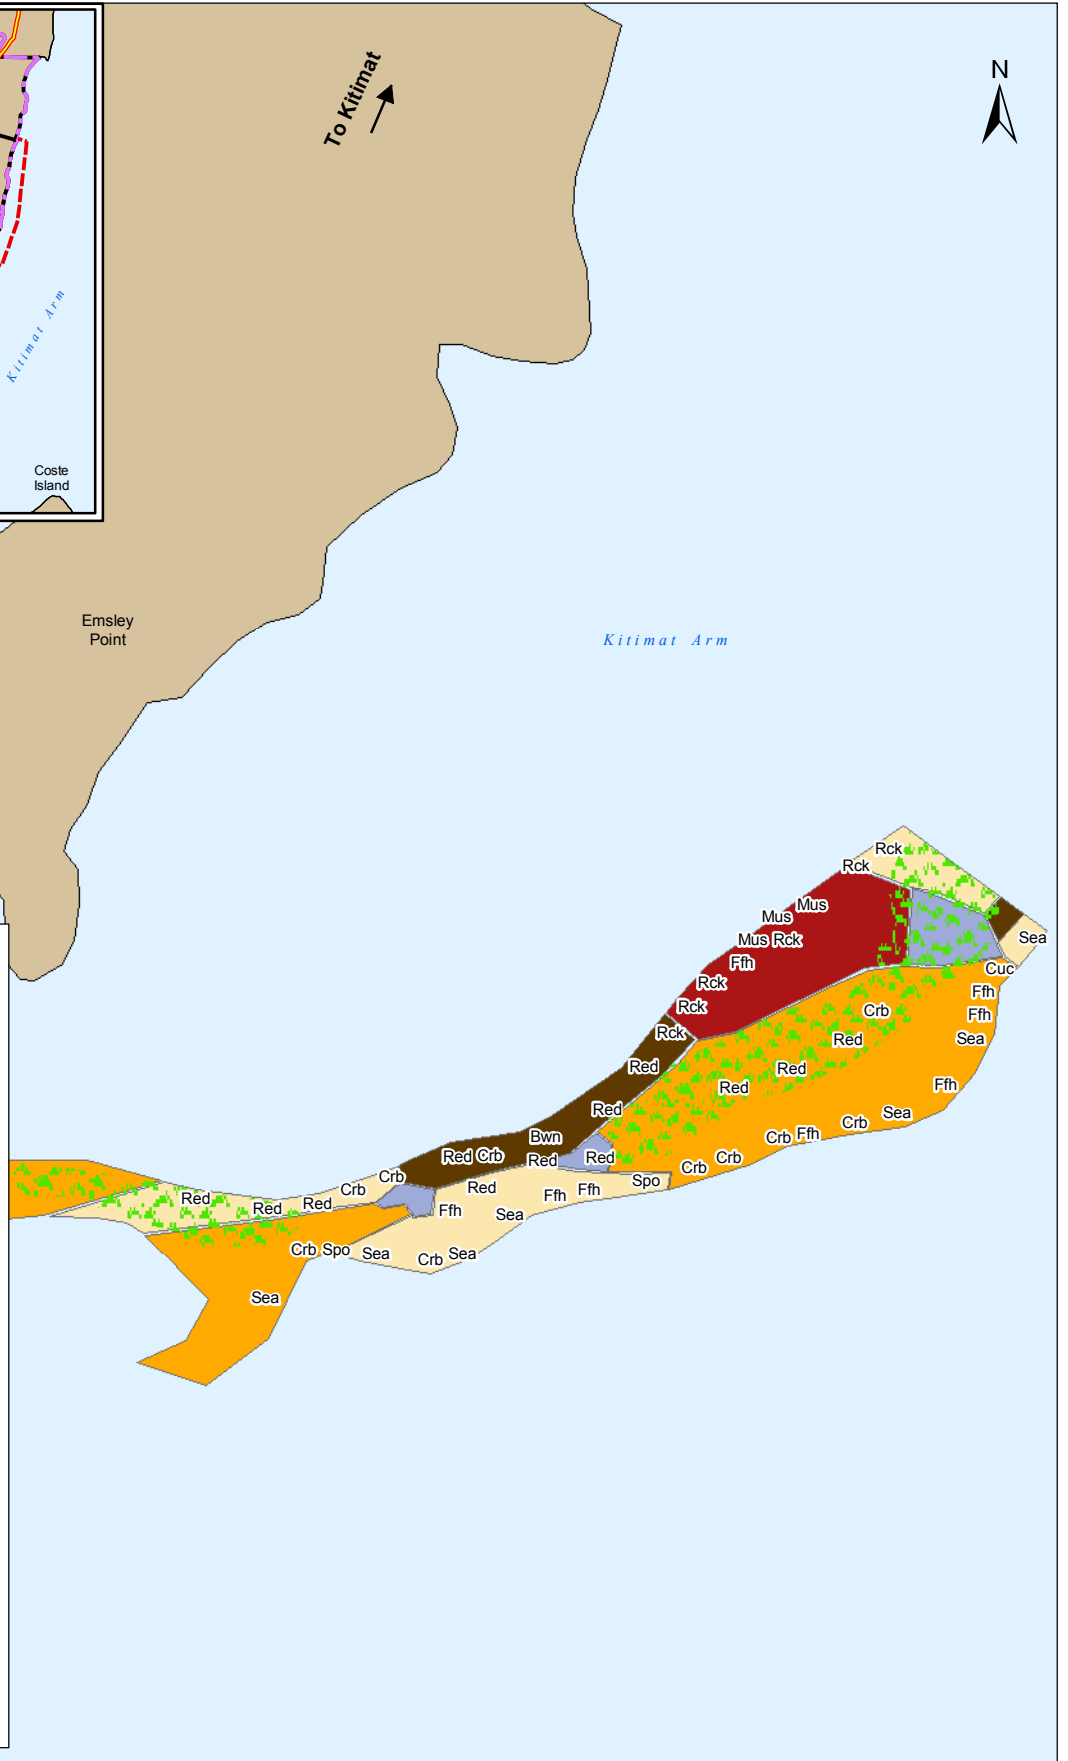 To Kitimat
N
Kitimat Arm
Coste
Island
Emsley
Point
Kitimat Arm
Rck
Rck
Mus
Mus
Mus Rck
Sea
Ffh
Cuc
Rck
Ffh
Rck
Crb
Ffh
Rck
Red
Sea
Red
Red
Red
Ffh
Red
Sea
Crb
Bwn
Crb Ffh
Red Crb
Red
Red
Crb
Crb
Crb
Spo
Crb
Red
Ffh
Ffh
Red
Red
Red
Ffh
Sea
Crb Spo
Sea
Crb Sea
Sea